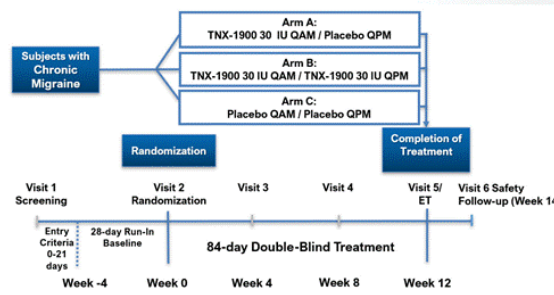 Arm A:
TNX-1900 30 IU QAM / Placebo QPM
Subjects with
Chronic
Migraine
Arm B:
TNX-1900 30 IU QAM / TNX-1900 30 IU QPM
Arm C:
Placebo QAM / Placebo QPM
Randomization
Completion of
Treatment
Visit 1
Screening
Visit 2
Randomization
Visit 3
Visit 4
Visit 5/
ET
Visit 6 Safety
Follow-up (Week 14
Entry
Criteria
0-21
days
28-day Run-In
Baseline
84-day Double-Blind Treatment
Week -4
Week 0
Week 4
Week 8
Week 12